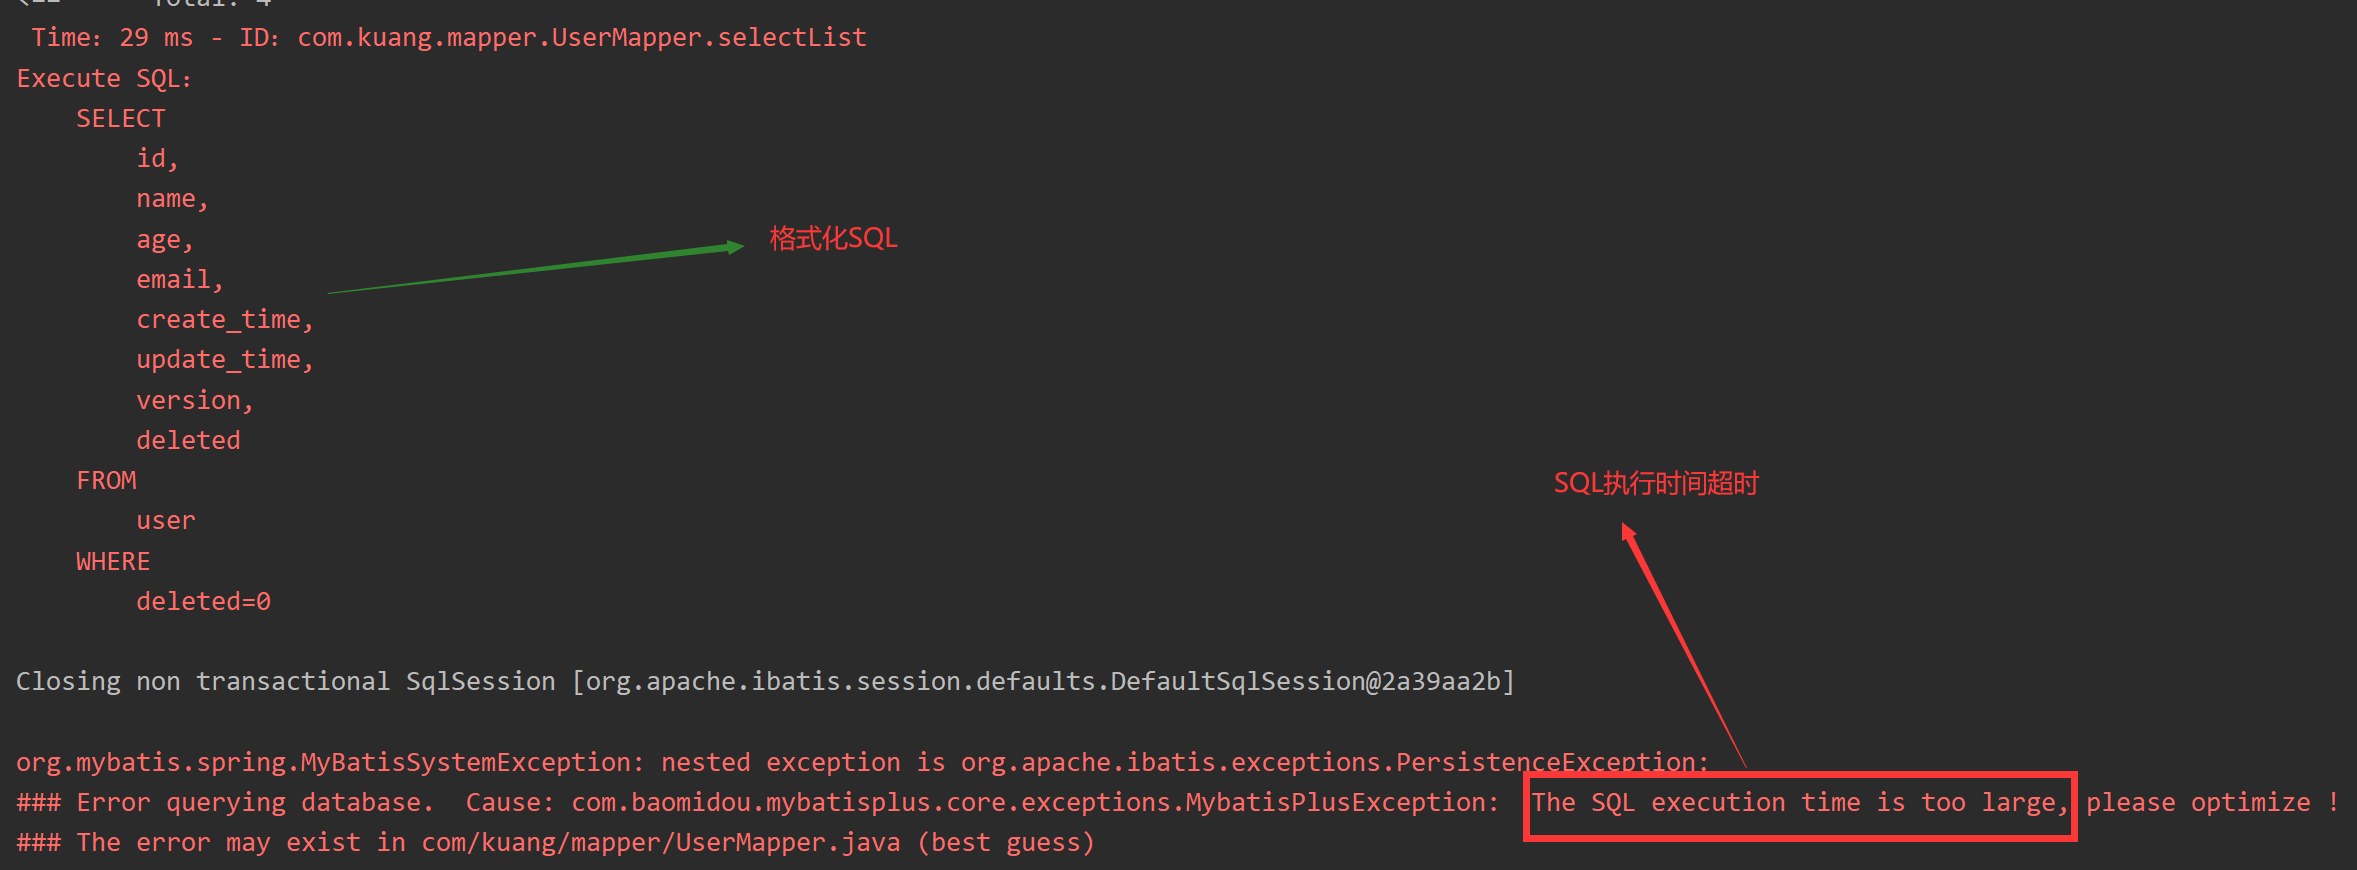 <==      Total: 4
Time：29 ms - ID：com.kuang.mapper.UserMapper.selectList
Execute SQL：
SELECT
id,
name,
age,
格式化SQL
email,
create_time,
update_time,
version,
deleted
FROM
SQL执行时间超时
user
WHERE
deleted=0
Closing non transactional SqlSession [org.apache.ibatis.session.defaults.DefaultSqlSession@2a39aa2b]
org.mybatis.spring.MyBatisSystemException: nested exception is org.apache.ibatis.exceptions.PersistenceException:
### Error querying database.  Cause: com.baomidou.mybatisplus.core.exceptions.MybatisPlusException:  The SQL execution time is too large, please optimize !
### The error may exist in com/kuang/mapper/UserMapper.java (best guess)